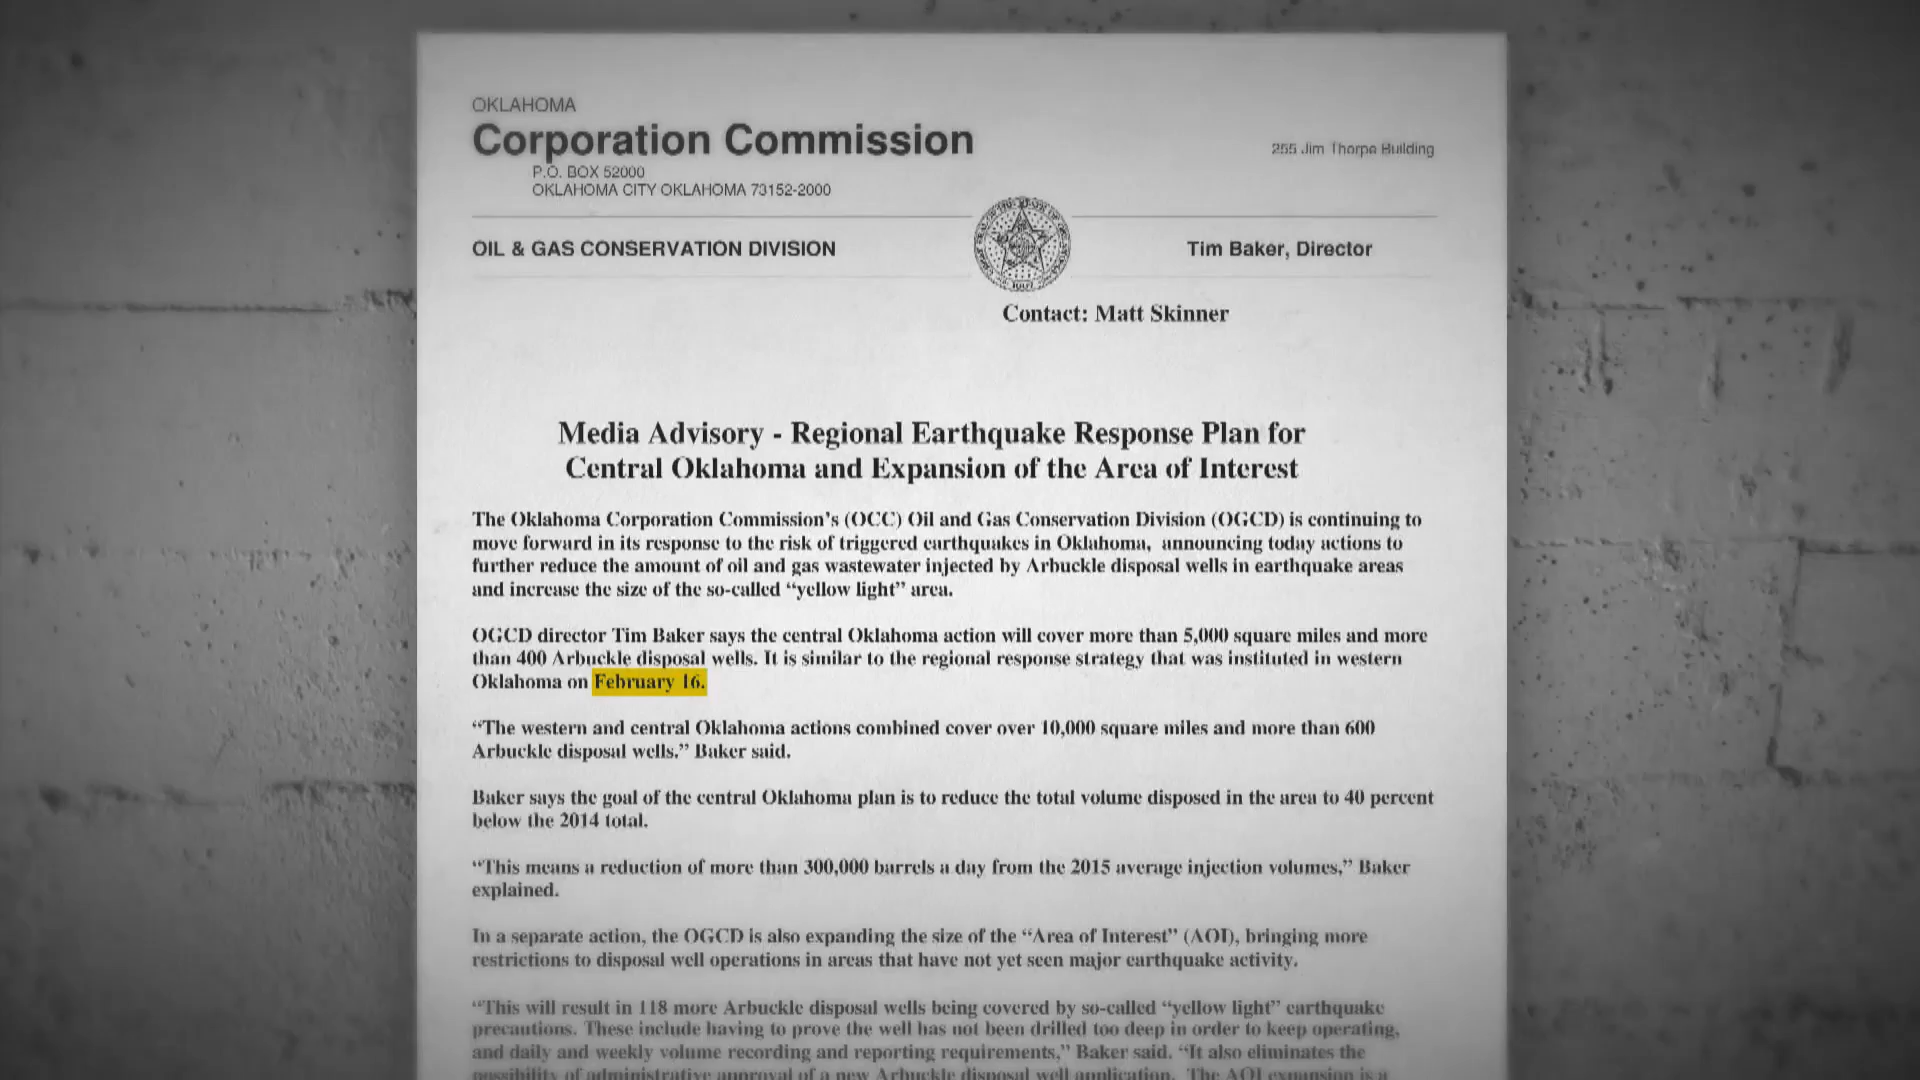 OKLAHOMA
Corporation Commission
P.O. BOX 52000
OKLAHOMA CITY OKLAHOMA 73152-2000
255 Jim Thorpe Building
OIL & GAS CONSERVATION DIVISION
Tim Baker, Director
1907
Contact: Matt Skinner
Media Advisory - Regional Earthquake Response Plan for
Central Oklahoma and Expansion of the Area of Interest
The Oklahoma Corporation Commission's (OCC) Oil and Gas Conservation Division (OGCD) is continuing to
move forward in its response to the risk of triggered earthquakes in Oklahoma, announcing today actions to
further reduce the amount of oil and gas wastewater injected by Arbuckle disposal wells in earthquake areas
and increase the size of the so-called “yellow light” area.
OGCD director Tim Baker says the central Oklahoma action will cover more than 5,000 square miles and more
than 400 Arbuckle disposal wells. It is similar to the regional response strategy that was instituted in western
Oklahoma on February 16.
“The western and central Oklahoma actions combined cover over 10,000 square miles and more than 600
Arbuckle disposal wells.” Baker said.
Baker says the goal of the central Oklahoma plan is to reduce the total volume disposed in the area to 40 percent
below the 2014 total.
“This means a reduction of more than 300,000 barrels a day from the 2015 average injection volumes,” Baker
explained.
In a separate action, the OGCD is also expanding the size of the “Area of Interest” (AOI), bringing more
restrictions to disposal well operations in areas that have not yet seen major earthquake activity.
“This will result in 118 more Arbuckle disposal wells being covered by so-called “yellow light” earthquake
precautions. These include having to prove the well has not been drilled too deep in order to keep operating,
and daily and weekly volume recording and reporting requirements,” Baker said. “It also eliminates the
possibility of administrative approval of a new Arbuckle disposal well application. The AOI expansion is a